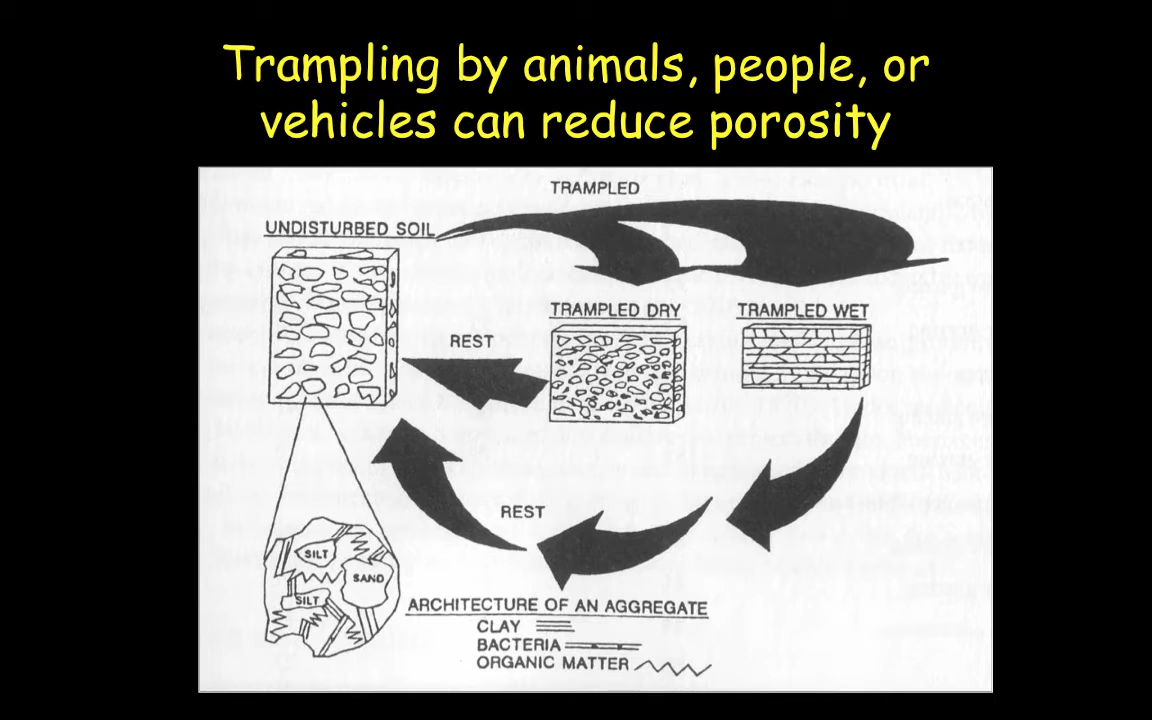 Trampling by animals, people, or
vehicles can reduce porosity
TRAMPLED
UNDISTURBED SOIL
TRAMPLED DRY
TRAMPLED WET
REST
REST
SILT
SAND
SILT
ARCHITECTURE OF AN AGGREGATE
CLAY
BACTERIA
ORGANIC MATTER